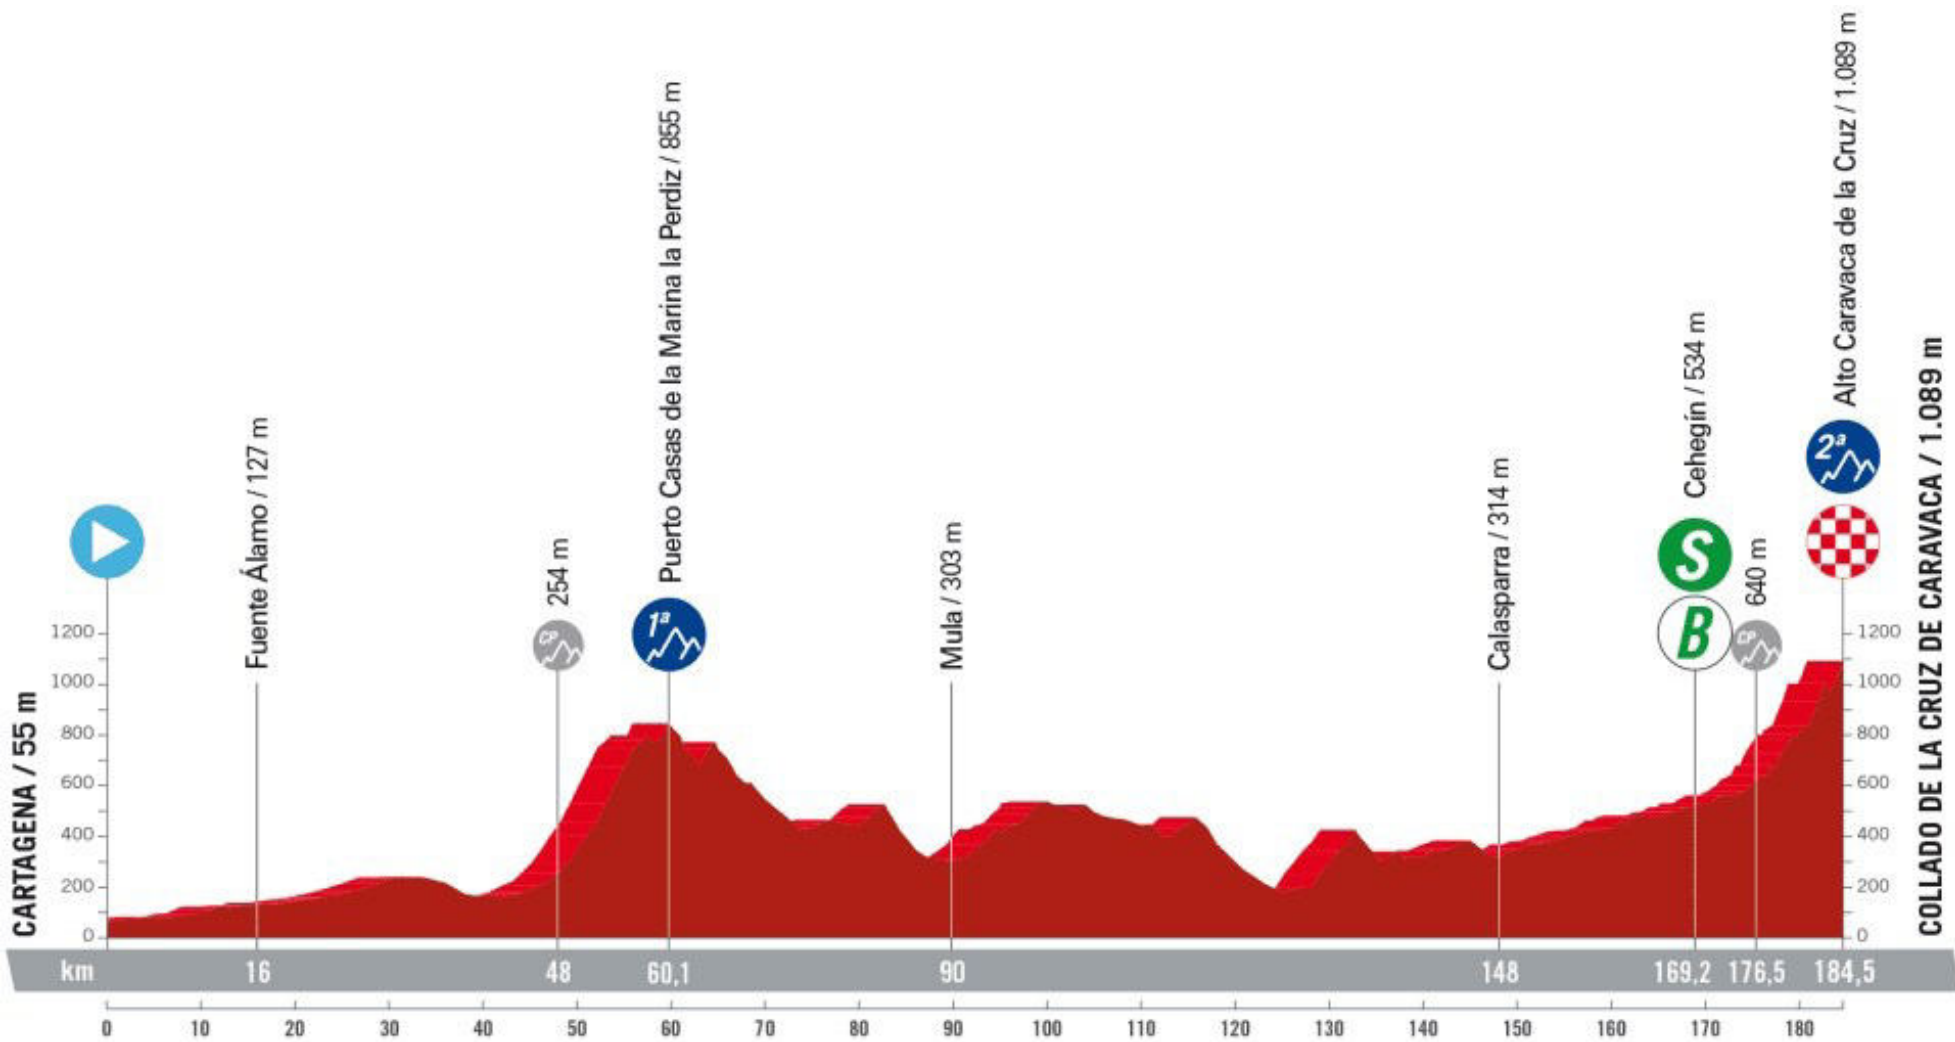 CARTAGENA / 55 m
Fuente Álamo / 127 m
254 m
CP
Puerto Casas de la Marina la Perdiz / 855 m
1ª
Mula / 303 m
Calasparra / 314 m
Cehegín / 534 m
S
B
640 m
CP
Alto Caravaca de la Cruz / 1.089 m
2ª
COLLADO DE LA CRUZ DE CARAVACA / 1.089 m
1200
1000
800
600
400
200
0
1200
1000
800
600
400
200
0
km 16 48 60,1 90 148 169,2 176,5 184,5
0 10 20 30 40 50 60 70 80 90 100 110 120 130 140 150 160 170 180